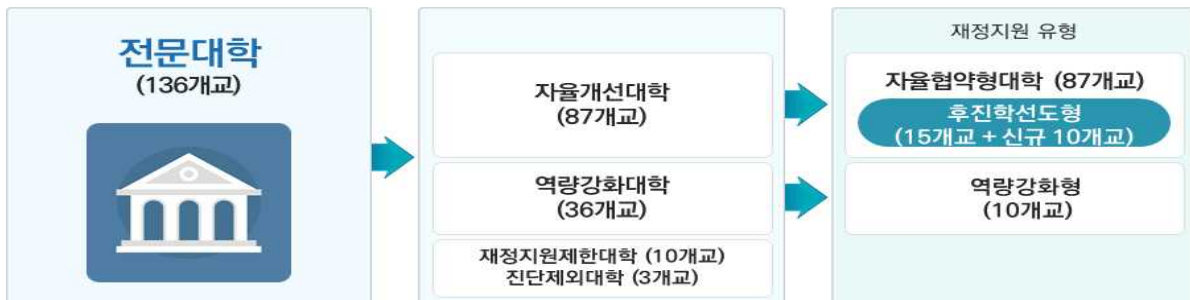 전문대학
(136개교)
자율개선대학
(87개교)
역량강화대학
(36개교)
재정지원제한대학 (10개교)
진단제외대학 (3개교)
재정지원 유형
자율협약형대학 (87개교)
후진학선도형
(15개교 + 신규 10개교)
역량강화형
(10개교)